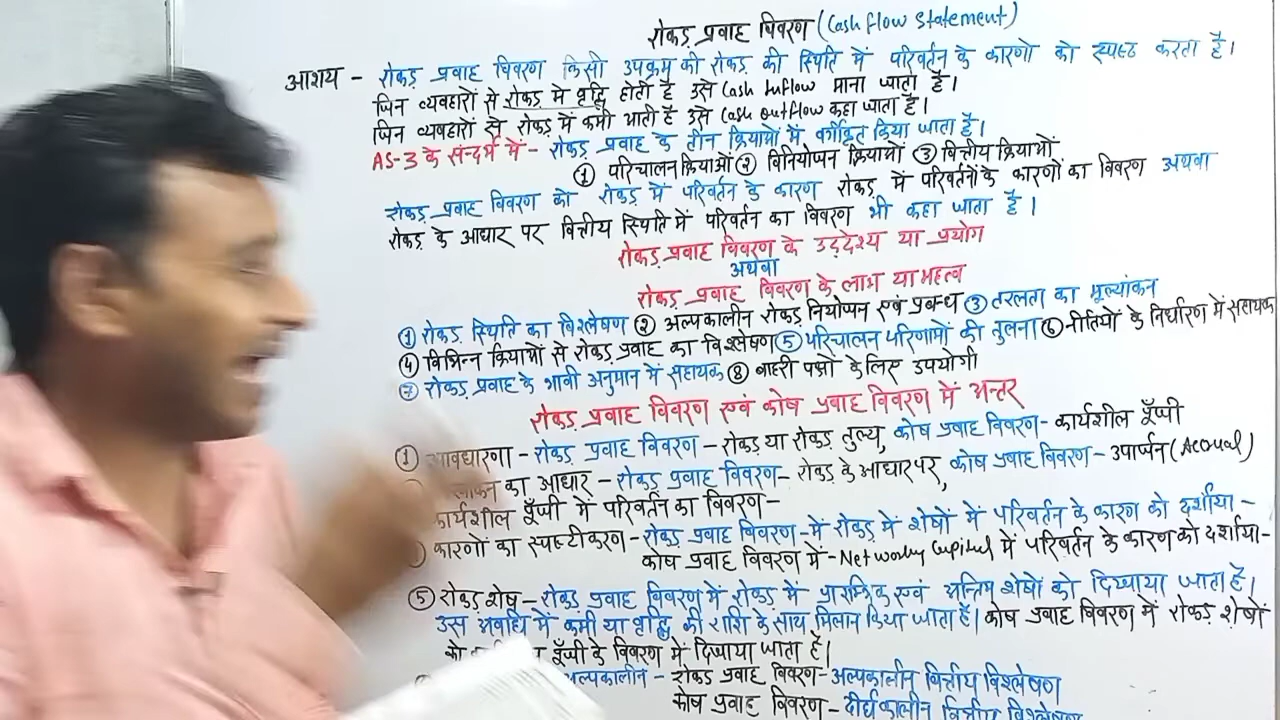 रोकड़ प्रवाह विवरण (Cash flow Statement)
आशय - रोकड़ प्रवाह विवरण किसी उपक्रम की रोकड़ की स्थिति में परिवर्तन के कारणो को स्पष्ट करता है।
जिन व्यवहारों से रोकड़ में वृद्धि होती है उसे Cash Inflow माना जाता है।
जिन व्यवहारों से रोकड़ में कमी आती है उसे Cash outflow कहा जाता है।
AS-3 के संदर्भ में - रोकड़ प्रवाह के तीन क्रियाओं में वर्गीकृत किया जाता है।
① परिचालन क्रियाओं ② विनियोजन क्रियाओं ③ वित्तीय क्रियाओं
रोकड़ प्रवाह विवरण को रोकड़ में परिवर्तन के कारण रोकड़ में परिवर्तनों के कारणों का विवरण अथवा
रोकड़ के आधार पर वित्तीय स्थिति में परिवर्तन का विवरण भी कहा जाता है।
रोकड़ प्रवाह विवरण के उद्देश्य या प्रयोग
अथवा
रोकड़ प्रवाह विवरण के लाभ या महत्व
① रोकड़ स्थिति का विश्लेषण ② अल्पकालीन रोकड़ नियोजन एवं प्रबन्ध ③ तरलता का मूल्यांकन
④ विभिन्न क्रियाओं से रोकड़ प्रवाह का विश्लेषण ⑤ परिचालन परिणामों की तुलना ⑥ नीतियों के निर्धारण में सहायक
⑦ रोकड़ प्रवाह के भावी अनुमान में सहायक ⑧ बाहरी पक्षों के लिए उपयोगी
रोकड़ प्रवाह विवरण एवं कोष प्रवाह विवरण में अन्तर
① अवधारणा - रोकड़ प्रवाह विवरण - रोकड़ या रोकड़ तुल्य, कोष प्रवाह विवरण - कार्यशील पूँजी
का आधार - रोकड़ प्रवाह विवरण - रोकड़ के आधार पर, कोष प्रवाह विवरण - उपार्जन (Accrual)
कार्यशील पूँजी में परिवर्तन का विवरण -
कारणों का स्पष्टीकरण - रोकड़ प्रवाह विवरण - में रोकड़ में शेषों में परिवर्तन के कारण को दर्शाया -
कोष प्रवाह विवरण में - Net working Capital में परिवर्तन के कारण को दर्शाया -
⑤ रोकड़ शेष - रोकड़ प्रवाह विवरण में रोकड़ में प्रारम्भिक एवं अन्तिम शेषों को दिखाया जाता है।
उस अवधि में कमी या वृद्धि की राशि के साथ मिलान किया जाता है। कोष प्रवाह विवरण में रोकड़ शेषों
को पूँजी के विवरण में दिखाया जाता है।
अल्पकालीन - रोकड़ प्रवाह विवरण - अल्पकालीन वित्तीय विश्लेषण
कोष प्रवाह विवरण - दीर्घकालीन वित्तीय विश्लेषण